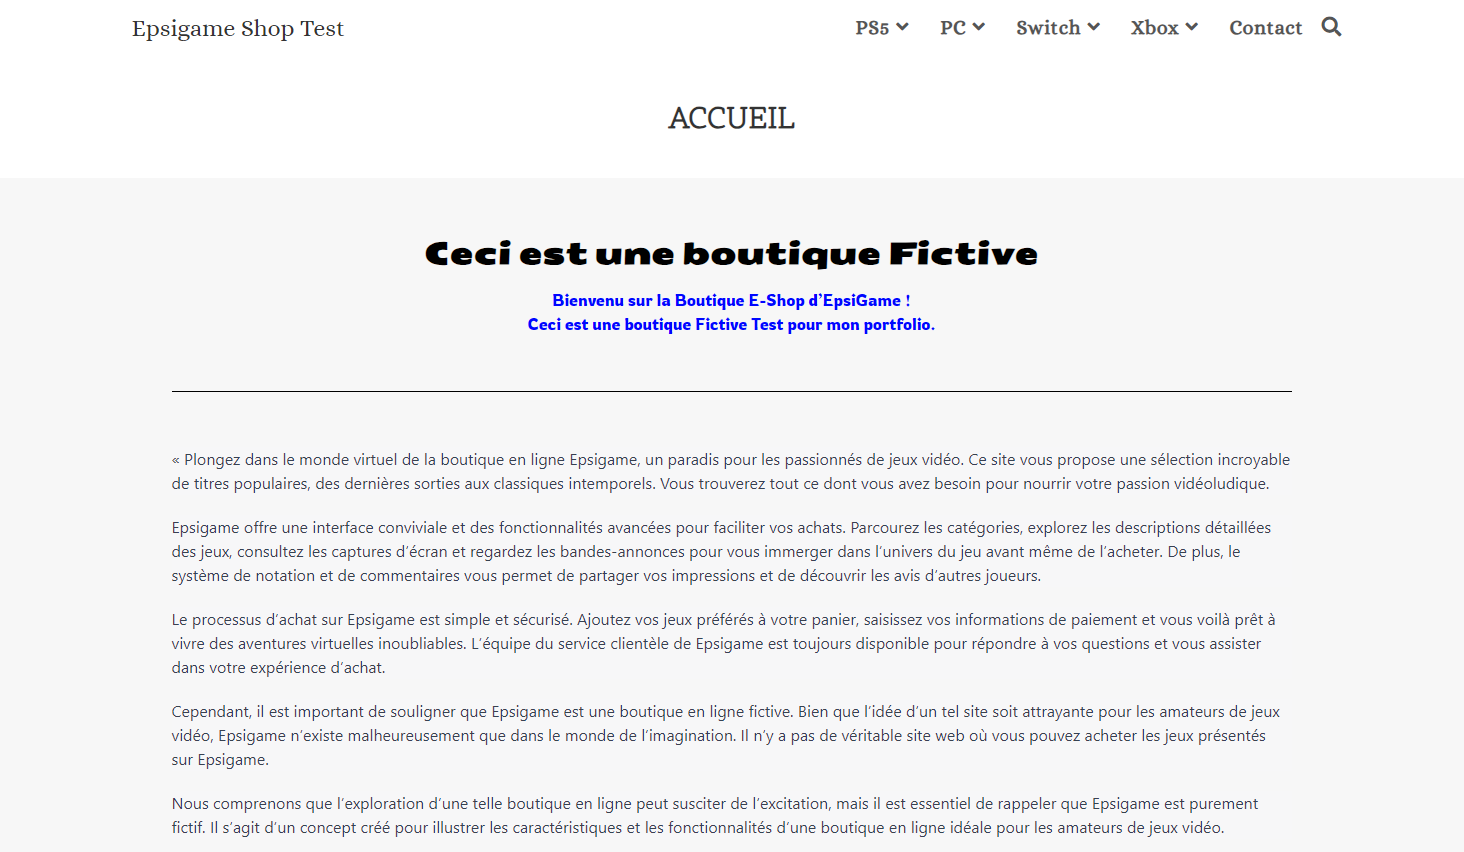 Epsigame Shop Test
PS5 PC Switch Xbox Contact
ACCUEIL
Ceci est une boutique Fictive
Bienvenu sur la Boutique E-Shop d’EpsiGame !
Ceci est une boutique Fictive Test pour mon portfolio.
« Plongez dans le monde virtuel de la boutique en ligne Epsigame, un paradis pour les passionnés de jeux vidéo. Ce site vous propose une sélection incroyable
de titres populaires, des dernières sorties aux classiques intemporels. Vous trouverez tout ce dont vous avez besoin pour nourrir votre passion vidéoludique.
Epsigame offre une interface conviviale et des fonctionnalités avancées pour faciliter vos achats. Parcourez les catégories, explorez les descriptions détaillées
des jeux, consultez les captures d’écran et regardez les bandes-annonces pour vous immerger dans l’univers du jeu avant même de l’acheter. De plus, le
système de notation et de commentaires vous permet de partager vos impressions et de découvrir les avis d’autres joueurs.
Le processus d’achat sur Epsigame est simple et sécurisé. Ajoutez vos jeux préférés à votre panier, saisissez vos informations de paiement et vous voilà prêt à
vivre des aventures virtuelles inoubliables. L’équipe du service clientèle de Epsigame est toujours disponible pour répondre à vos questions et vous assister
dans votre expérience d’achat.
Cependant, il est important de souligner que Epsigame est une boutique en ligne fictive. Bien que l’idée d’un tel site soit attrayante pour les amateurs de jeux
vidéo, Epsigame n’existe malheureusement que dans le monde de l’imagination. Il n’y a pas de véritable site web où vous pouvez acheter les jeux présentés
sur Epsigame.
Nous comprenons que l’exploration d’une telle boutique en ligne peut susciter de l’excitation, mais il est essentiel de rappeler que Epsigame est purement
fictif. Il s’agit d’un concept créé pour illustrer les caractéristiques et les fonctionnalités d’une boutique en ligne idéale pour les amateurs de jeux vidéo.